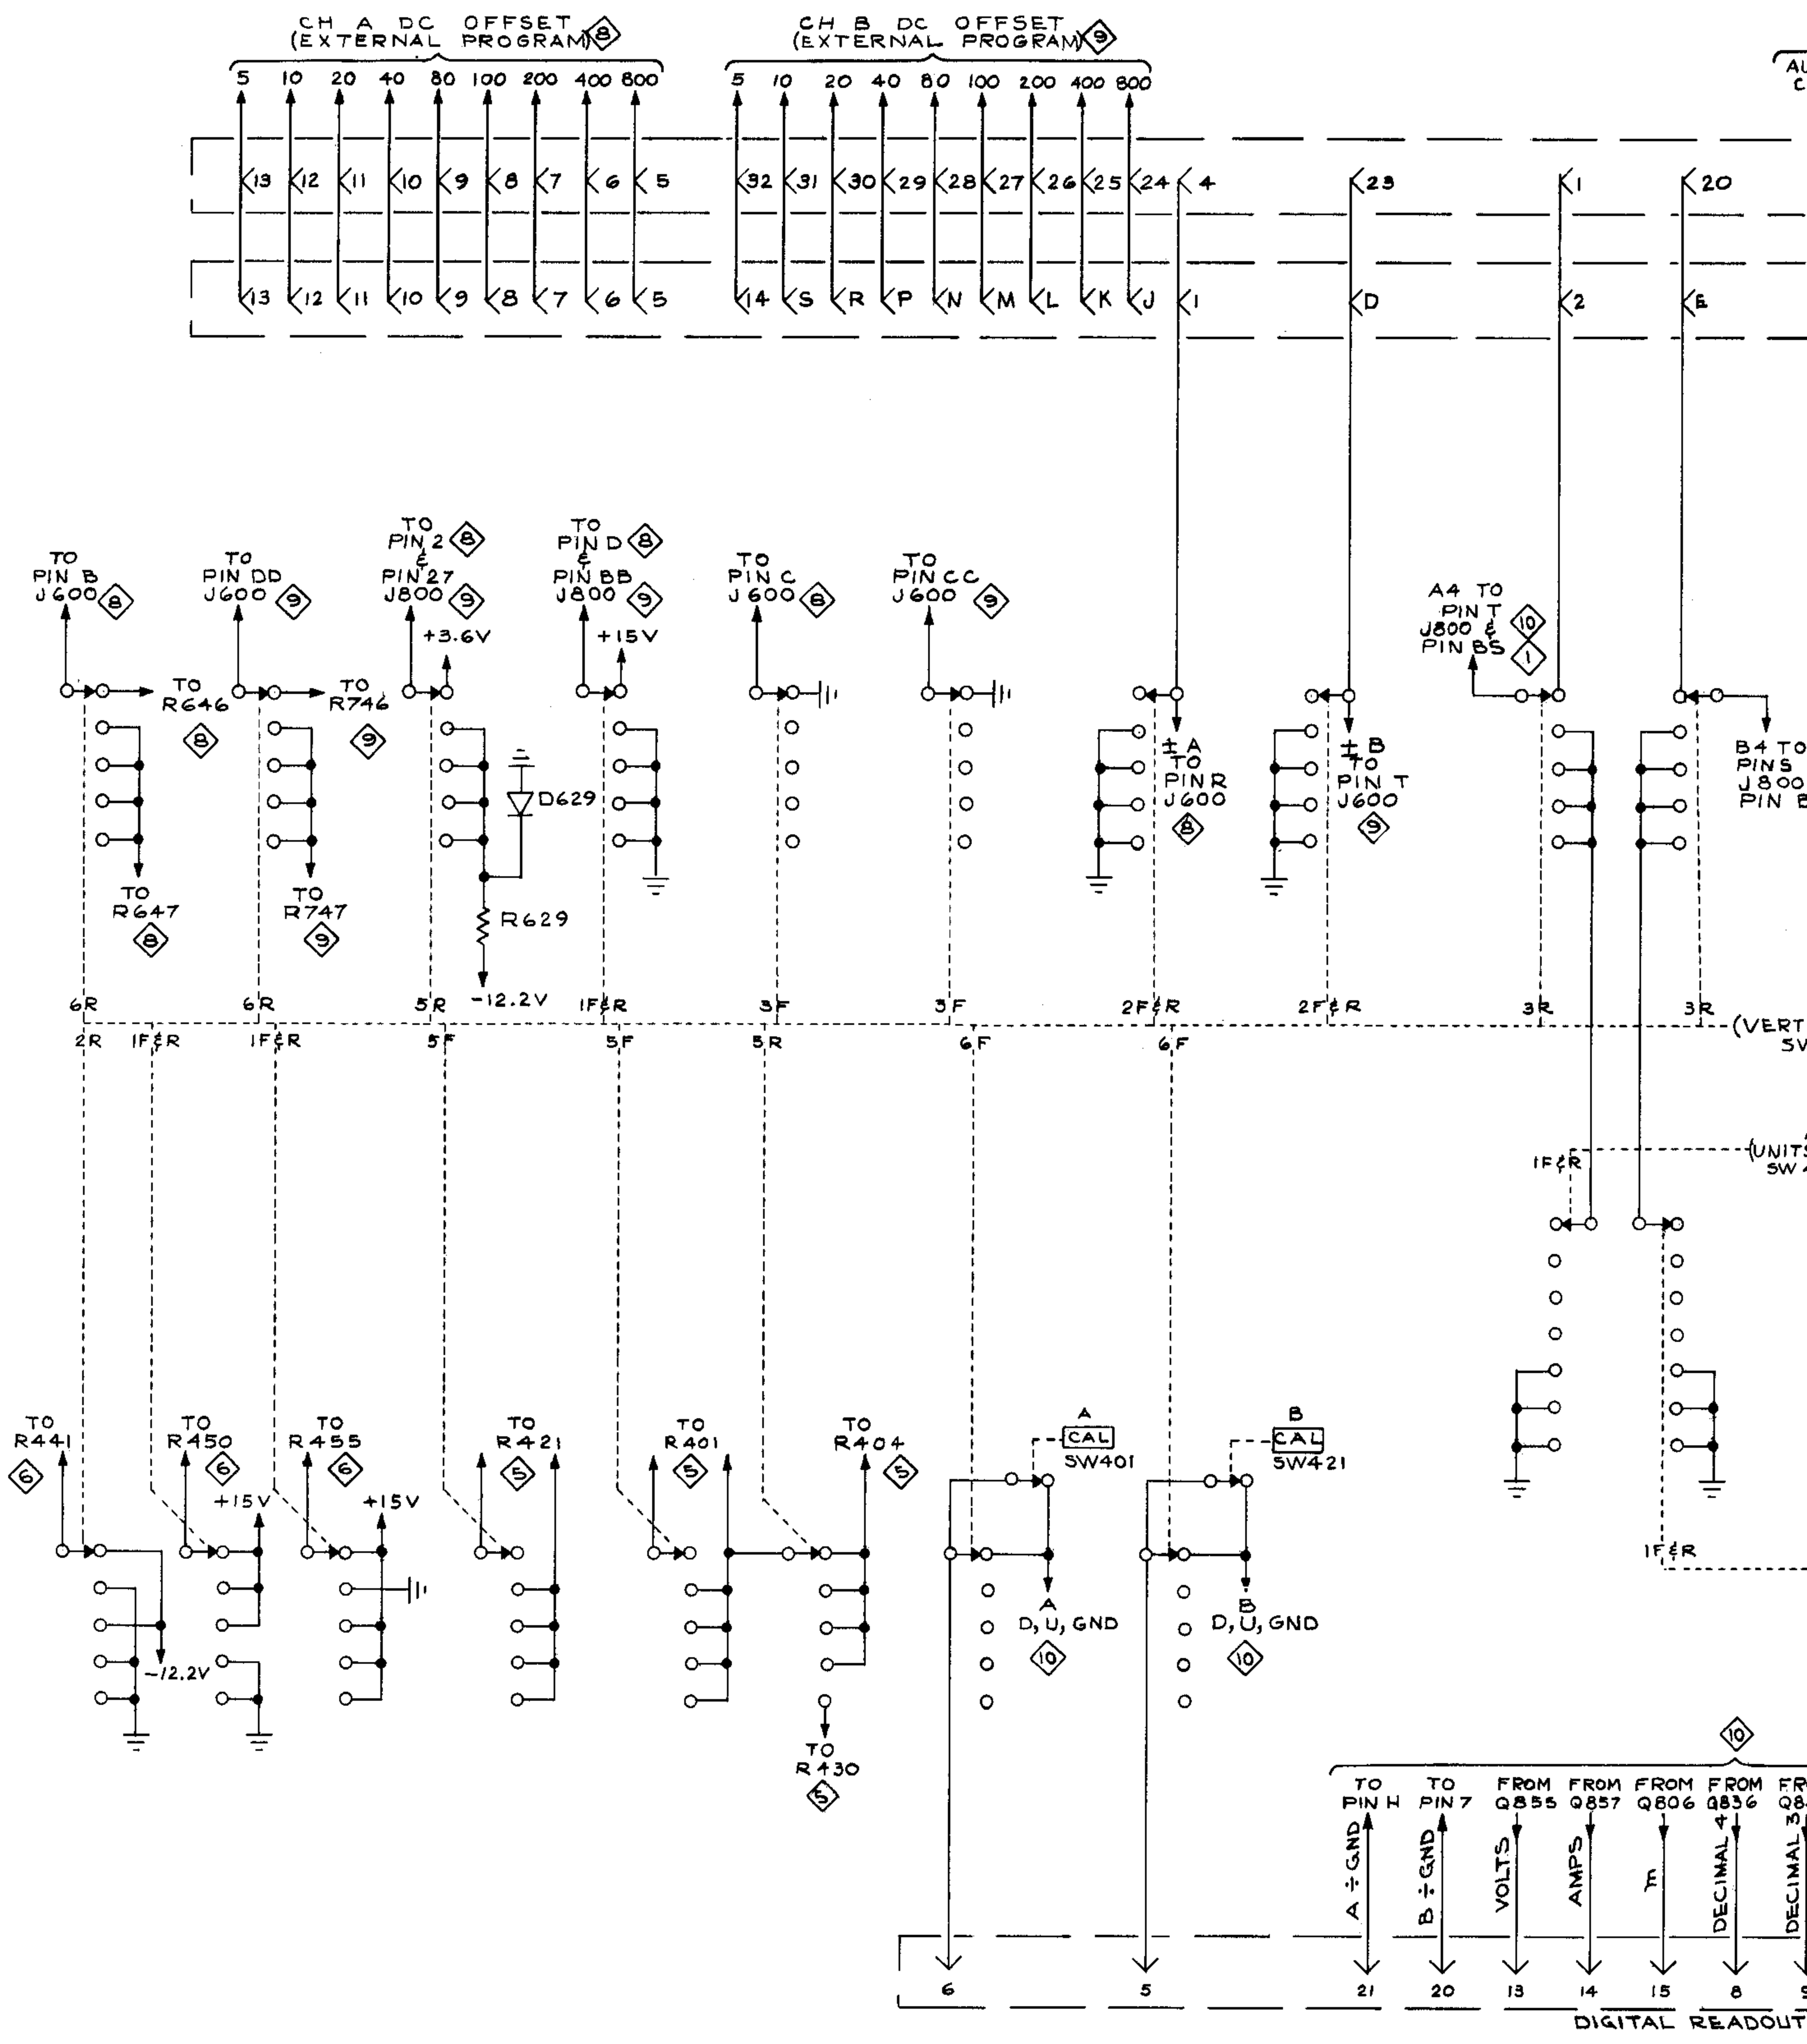 CH A DC OFFSET
(EXTERNAL PROGRAM) 8
CH B DC OFFSET
(EXTERNAL PROGRAM) 9
5 10 20 40 80 100 200 400 800
5 10 20 40 80 100 200 400 800
13 12 11 10 9 8 7 6 5
32 31 30 29 28 27 26 25 24 4 23 1 20
13 12 11 10 9 8 7 6 5
14 S R P N M L K J 1 D 2 E
TO
PIN B
J600 8
TO
PIN DD
J600 9
TO
PIN 2 8
&
PIN 27
J800 9
+3.6V
TO
PIN D 8
&
PIN BB
J800 9
+15V
TO
PIN C
J600 8
TO
PIN CC
J600 9
A4 TO
PIN T
J800 & 10
PIN BS 1
TO
R646
8
TO
R746
9
D629
± A
TO
PIN R
J600
8
± B
TO
PIN T
J600
9
B4 TO
PIN S
J800
PIN
TO
R647
8
TO
R747
9
R629
-12.2V
6R 6R 5R 1F&R 3F 3F 2F&R 2F&R 3R 3R
(VERT
2R 1F&R 1F&R 5F 5F 5R 6F 6F
1F&R
(UNITS
SW
TO
R441
6
TO
R450
6
+15V
TO
R455
6
+15V
TO
R421
5
TO
R401
5
TO
R404
5
A
CAL
SW401
B
CAL
SW421
1F&R
-12.2V
A
D, U, GND
10
B
D, U, GND
10
TO
R430
5
10
TO
PIN H
TO
PIN 7
FROM
Q855
FROM
Q857
FROM
Q806
FROM
Q836
A ÷ GND
B ÷ GND
VOLTS
AMPS
m
DECIMAL 4
DECIMAL 3
6 5 21 20 13 14 15 8
DIGITAL READOUT